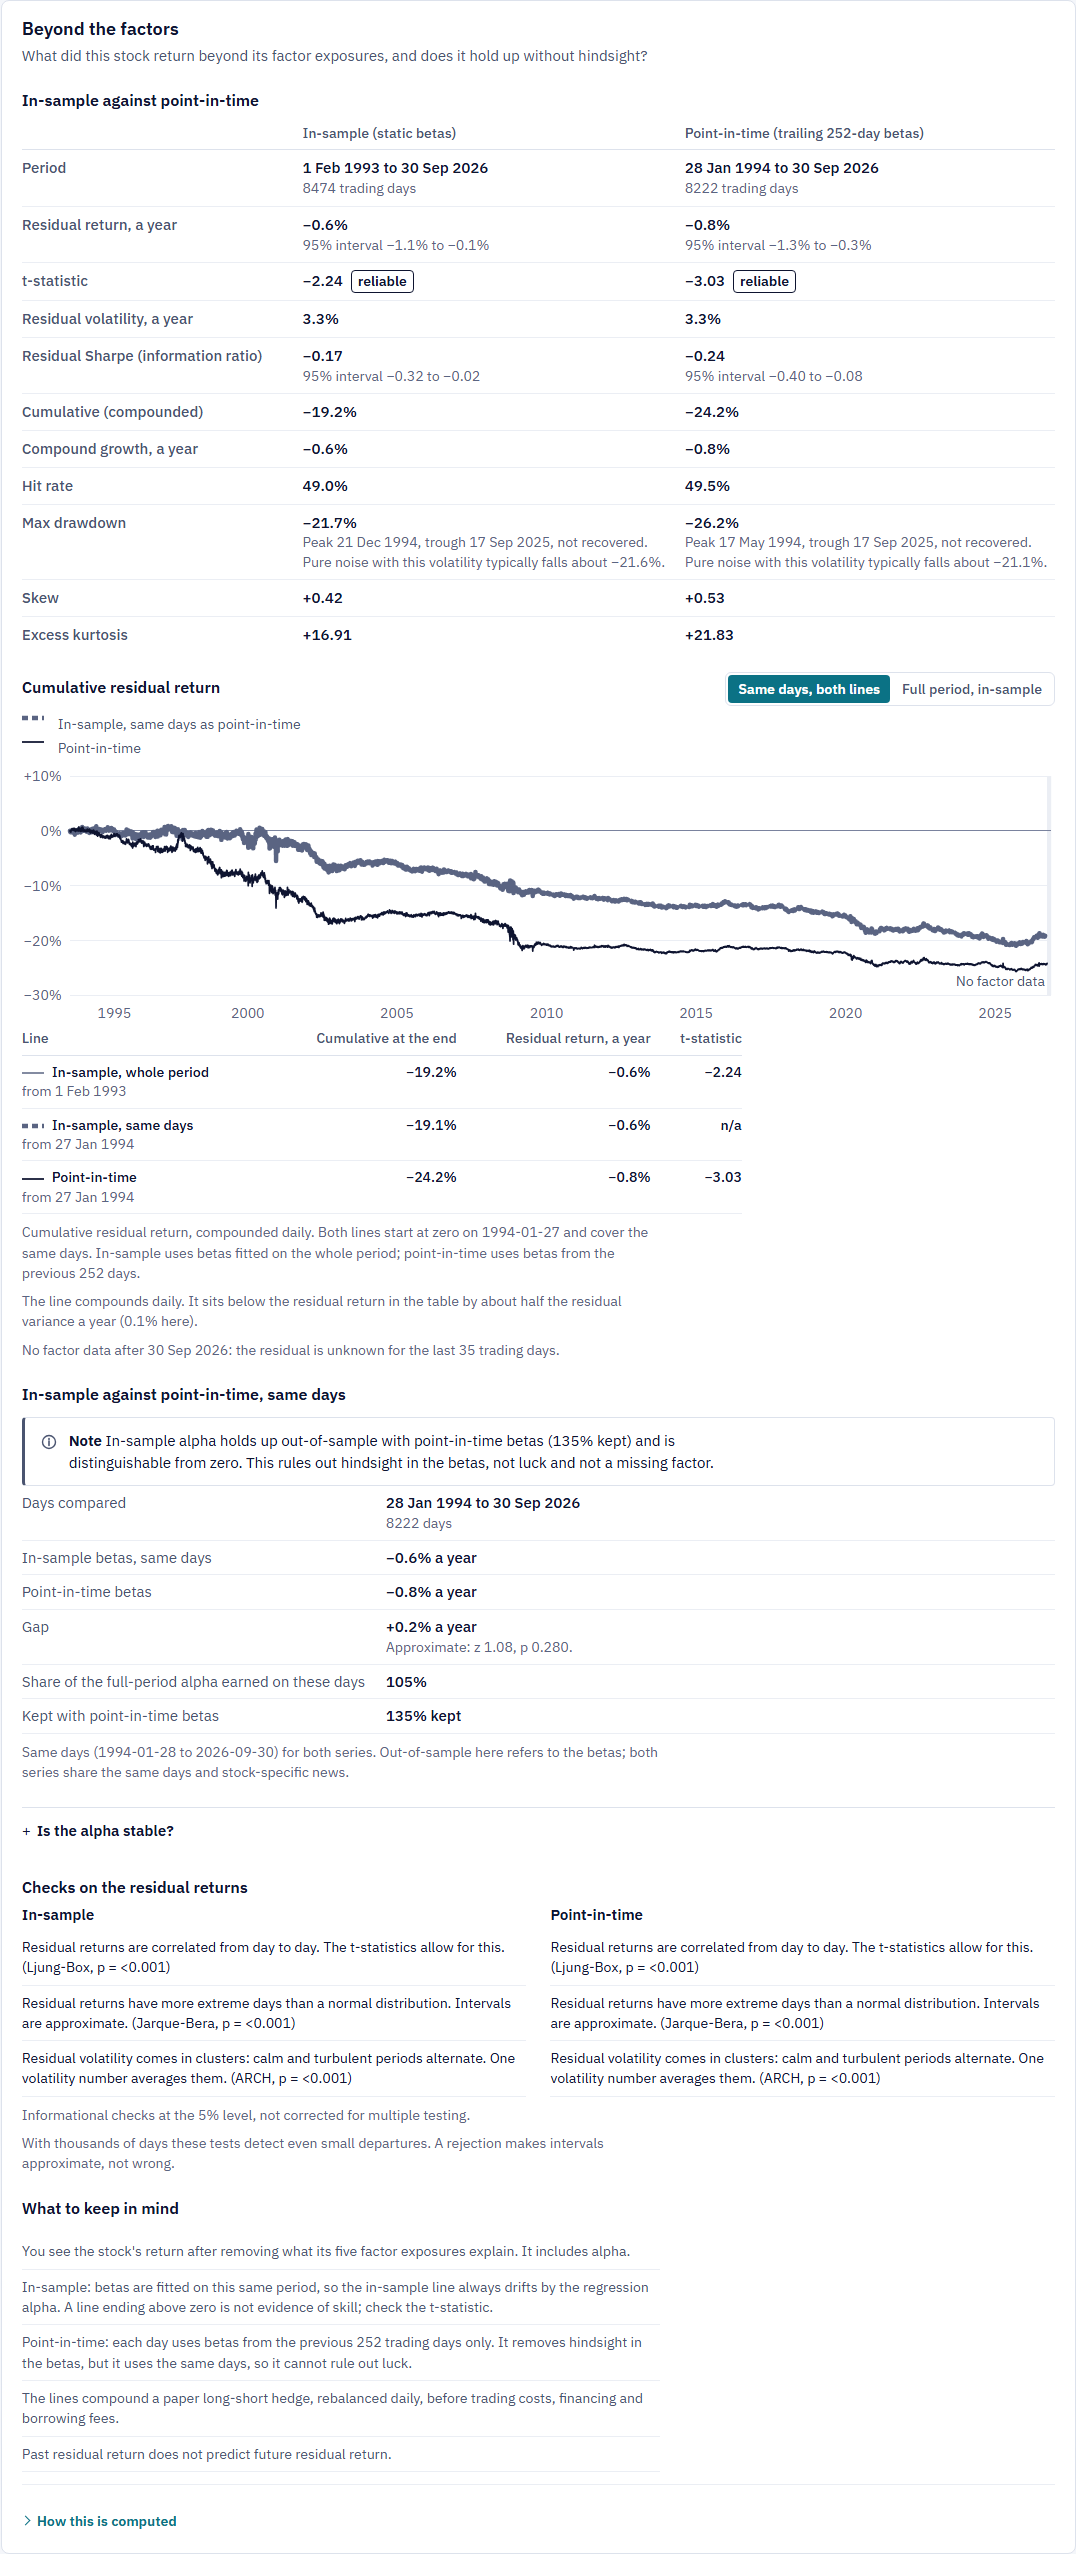 Beyond the factors
What did this stock return beyond its factor exposures, and does it hold up without hindsight?
In-sample against point-in-time
In-sample (static betas) Point-in-time (trailing 252-day betas)
Period 1 Feb 1993 to 30 Sep 2026 28 Jan 1994 to 30 Sep 2026
8474 trading days 8222 trading days
Residual return, a year −0.6% −0.8%
95% interval −1.1% to −0.1% 95% interval −1.3% to −0.3%
t-statistic −2.24 reliable −3.03 reliable
Residual volatility, a year 3.3% 3.3%
Residual Sharpe (information ratio) −0.17 −0.24
95% interval −0.32 to −0.02 95% interval −0.40 to −0.08
Cumulative (compounded) −19.2% −24.2%
Compound growth, a year −0.6% −0.8%
Hit rate 49.0% 49.5%
Max drawdown −21.7% −26.2%
Peak 21 Dec 1994, trough 17 Sep 2025, not recovered. Peak 17 May 1994, trough 17 Sep 2025, not recovered.
Pure noise with this volatility typically falls about −21.6%. Pure noise with this volatility typically falls about −21.1%.
Skew +0.42 +0.53
Excess kurtosis +16.91 +21.83
Cumulative residual return Same days, both lines Full period, in-sample
In-sample, same days as point-in-time
Point-in-time
+10%
0%
−10%
−20%
−30%
No factor data
1995 2000 2005 2010 2015 2020 2025
Line Cumulative at the end Residual return, a year t-statistic
In-sample, whole period −19.2% −0.6% −2.24
from 1 Feb 1993
In-sample, same days −19.1% −0.6% n/a
from 27 Jan 1994
Point-in-time −24.2% −0.8% −3.03
from 27 Jan 1994
Cumulative residual return, compounded daily. Both lines start at zero on 1994-01-27 and cover the
same days. In-sample uses betas fitted on the whole period; point-in-time uses betas from the
previous 252 days.
The line compounds daily. It sits below the residual return in the table by about half the residual
variance a year (0.1% here).
No factor data after 30 Sep 2026: the residual is unknown for the last 35 trading days.
In-sample against point-in-time, same days
Note In-sample alpha holds up out-of-sample with point-in-time betas (135% kept) and is
distinguishable from zero. This rules out hindsight in the betas, not luck and not a missing factor.
Days compared 28 Jan 1994 to 30 Sep 2026
8222 days
In-sample betas, same days −0.6% a year
Point-in-time betas −0.8% a year
Gap +0.2% a year
Approximate: z 1.08, p 0.280.
Share of the full-period alpha earned on these days 105%
Kept with point-in-time betas 135% kept
Same days (1994-01-28 to 2026-09-30) for both series. Out-of-sample here refers to the betas; both
series share the same days and stock-specific news.
+ Is the alpha stable?
Checks on the residual returns
In-sample Point-in-time
Residual returns are correlated from day to day. The t-statistics allow for this. Residual returns are correlated from day to day. The t-statistics allow for this.
(Ljung-Box, p = <0.001) (Ljung-Box, p = <0.001)
Residual returns have more extreme days than a normal distribution. Intervals Residual returns have more extreme days than a normal distribution. Intervals
are approximate. (Jarque-Bera, p = <0.001) are approximate. (Jarque-Bera, p = <0.001)
Residual volatility comes in clusters: calm and turbulent periods alternate. One Residual volatility comes in clusters: calm and turbulent periods alternate. One
volatility number averages them. (ARCH, p = <0.001) volatility number averages them. (ARCH, p = <0.001)
Informational checks at the 5% level, not corrected for multiple testing.
With thousands of days these tests detect even small departures. A rejection makes intervals
approximate, not wrong.
What to keep in mind
You see the stock's return after removing what its five factor exposures explain. It includes alpha.
In-sample: betas are fitted on this same period, so the in-sample line always drifts by the regression
alpha. A line ending above zero is not evidence of skill; check the t-statistic.
Point-in-time: each day uses betas from the previous 252 trading days only. It removes hindsight in
the betas, but it uses the same days, so it cannot rule out luck.
The lines compound a paper long-short hedge, rebalanced daily, before trading costs, financing and
borrowing fees.
Past residual return does not predict future residual return.
How this is computed